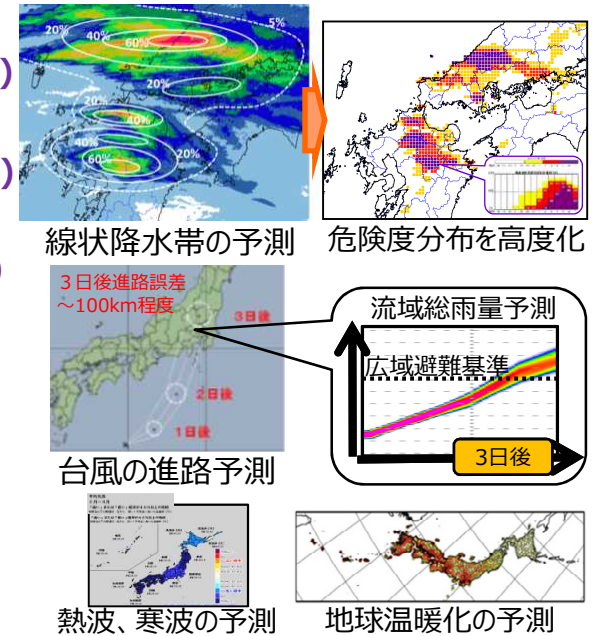 5%
20%
40%
60%
20%
20%
40%
40%
60%
20%
線状降水帯の予測
危険度分布を高度化
3日後進路誤差
~100km程度
3日後
2日後
1日後
台風の進路予測
流域総雨量予測
広域避難基準
3日後
熱波、寒波の予測
地球温暖化の予測